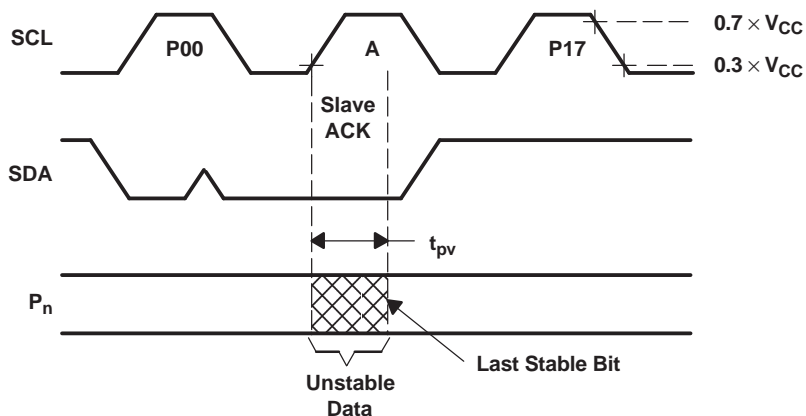 SCL
P00
A
P17
0.7 × VCC
0.3 × VCC
Slave
ACK
SDA
tpv
Pn
Last Stable Bit
Unstable
Data